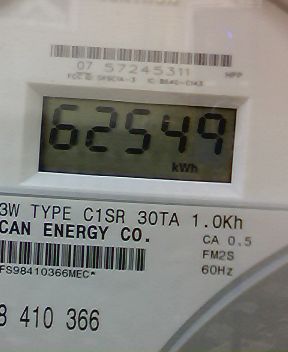 07 57245311 HPP
62549
kWh
3W TYPE C1SR 30TA 1.0Kh
CAN ENERGY CO.
CA 0.5
FM2S
FS98410366MEC*
60Hz
8 410 366